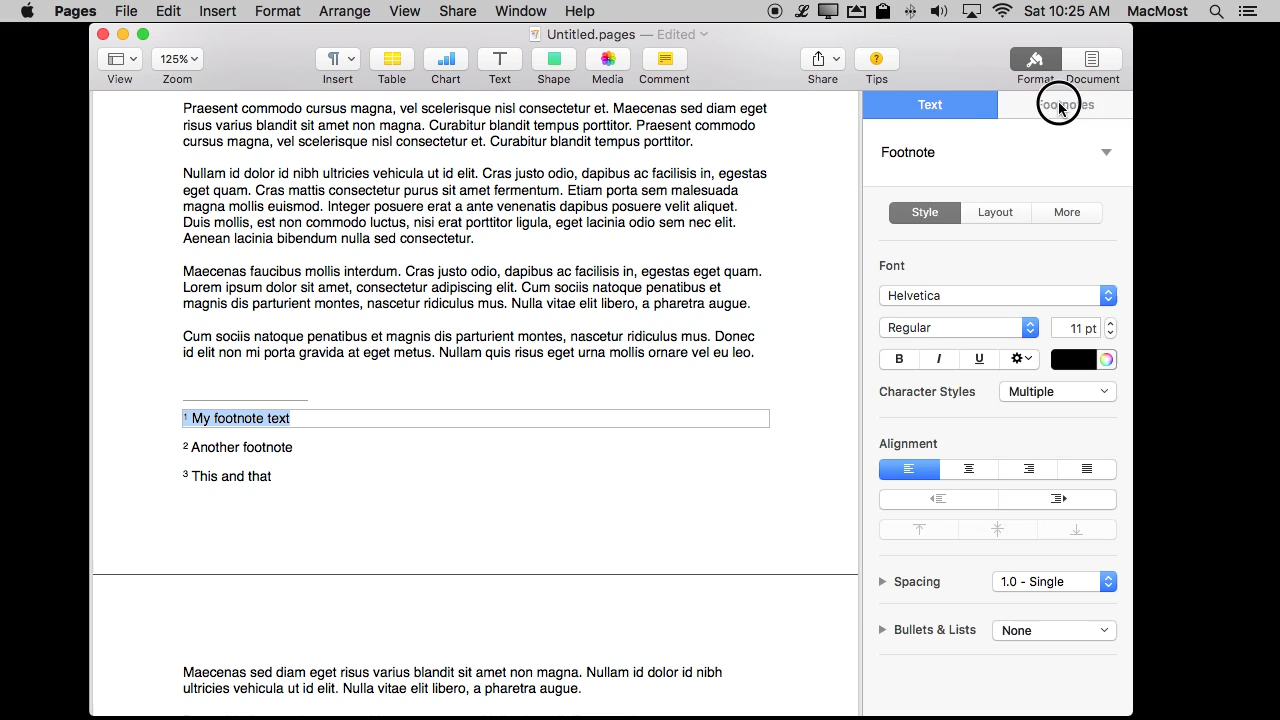 Pages File Edit Insert Format Arrange View Share Window Help Sat 10:25 AM MacMost
Untitled.pages — Edited
125%
View Zoom Insert Table Chart Text Shape Media Comment Share Tips Format Document
Text Footnotes
Praesent commodo cursus magna, vel scelerisque nisl consectetur et. Maecenas sed diam eget
risus varius blandit sit amet non magna. Curabitur blandit tempus porttitor. Praesent commodo
cursus magna, vel scelerisque nisl consectetur et. Curabitur blandit tempus porttitor.
Nullam id dolor id nibh ultricies vehicula ut id elit. Cras justo odio, dapibus ac facilisis in, egestas
eget quam. Cras mattis consectetur purus sit amet fermentum. Etiam porta sem malesuada
magna mollis euismod. Integer posuere erat a ante venenatis dapibus posuere velit aliquet.
Duis mollis, est non commodo luctus, nisi erat porttitor ligula, eget lacinia odio sem nec elit.
Aenean lacinia bibendum nulla sed consectetur.
Maecenas faucibus mollis interdum. Cras justo odio, dapibus ac facilisis in, egestas eget quam.
Lorem ipsum dolor sit amet, consectetur adipiscing elit. Cum sociis natoque penatibus et
magnis dis parturient montes, nascetur ridiculus mus. Nulla vitae elit libero, a pharetra augue.
Cum sociis natoque penatibus et magnis dis parturient montes, nascetur ridiculus mus. Donec
id elit non mi porta gravida at eget metus. Nullam quis risus eget urna mollis ornare vel eu leo.
¹ My footnote text
² Another footnote
³ This and that
Maecenas sed diam eget risus varius blandit sit amet non magna. Nullam id dolor id nibh
ultricies vehicula ut id elit. Nulla vitae elit libero, a pharetra augue.
Footnote
Style Layout More
Font
Helvetica
Regular 11 pt
B I U
Character Styles Multiple
Alignment
Spacing 1.0 - Single
Bullets & Lists None